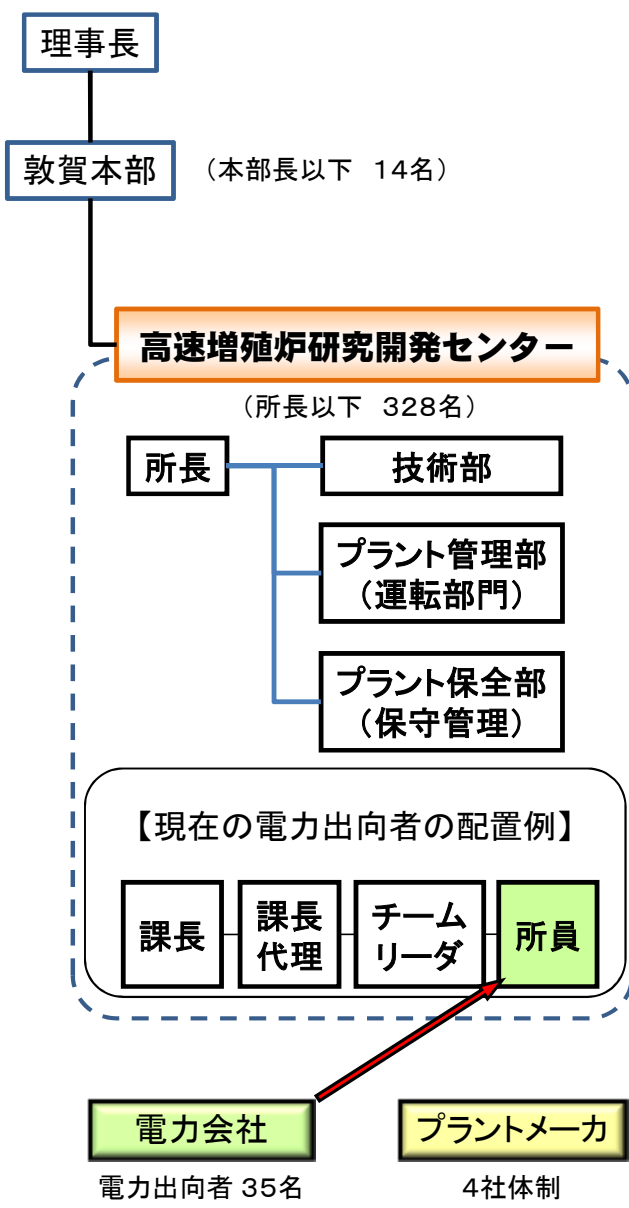 理事長
敦賀本部
（本部長以下　14名）
高速増殖炉研究開発センター
（所長以下　328名）
所長
技術部
プラント管理部
（運転部門）
プラント保全部
（保守管理）
【現在の電力出向者の配置例】
課長
課長
代理
チーム
リーダ
所員
電力会社
プラントメーカ
電力出向者 35名
4社体制